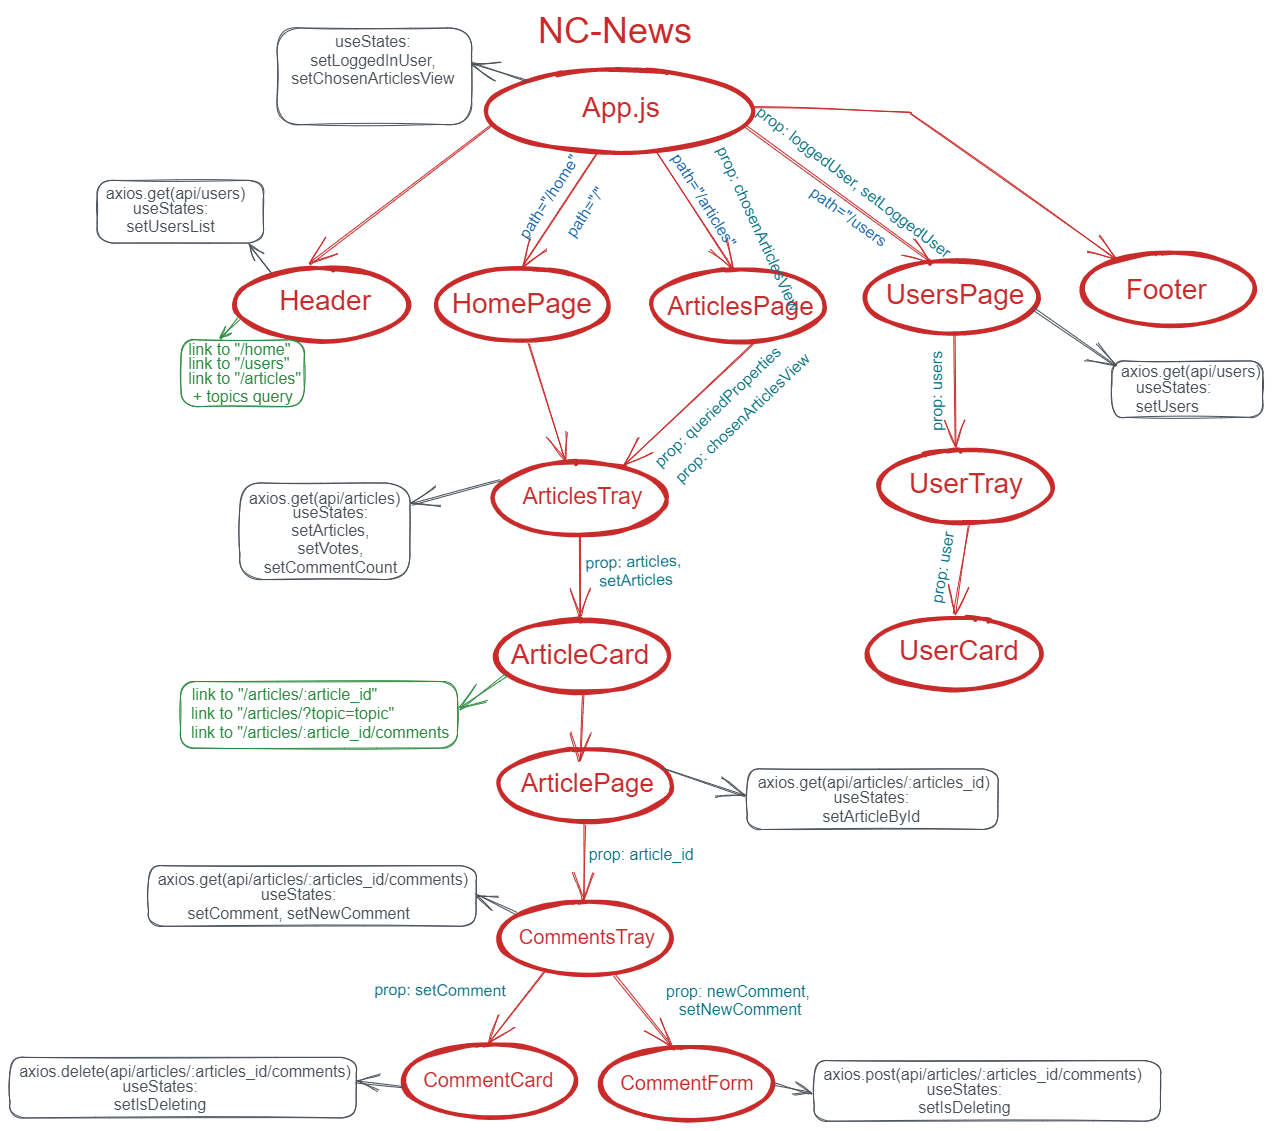 NC-News
useStates:
setLoggedInUser,
setChosenArticlesView
App.js
prop: loggedUser, setLoggedUser
path="/home"
path="/"
path="/articles"
prop: chosenArticlesView
path="/users
axios.get(api/users)
useStates:
setUsersList
Header
HomePage
ArticlesPage
UsersPage
Footer
link to "/home"
link to "/users"
link to "/articles"
+ topics query
prop: queriedProperties
prop: chosenArticlesView
prop: users
axios.get(api/users)
useStates:
setUsers
ArticlesTray
UserTray
axios.get(api/articles)
useStates:
setArticles,
setVotes,
setCommentCount
prop: articles,
setArticles
prop: user
ArticleCard
UserCard
link to "/articles/:article_id"
link to "/articles/?topic=topic"
link to "/articles/:article_id/comments
ArticlePage
axios.get(api/articles/:articles_id)
useStates:
setArticleById
prop: article_id
axios.get(api/articles/:articles_id/comments)
useStates:
setComment, setNewComment
CommentsTray
prop: setComment
prop: newComment,
setNewComment
axios.delete(api/articles/:articles_id/comments)
useStates:
setIsDeleting
CommentCard
CommentForm
axios.post(api/articles/:articles_id/comments)
useStates:
setIsDeleting